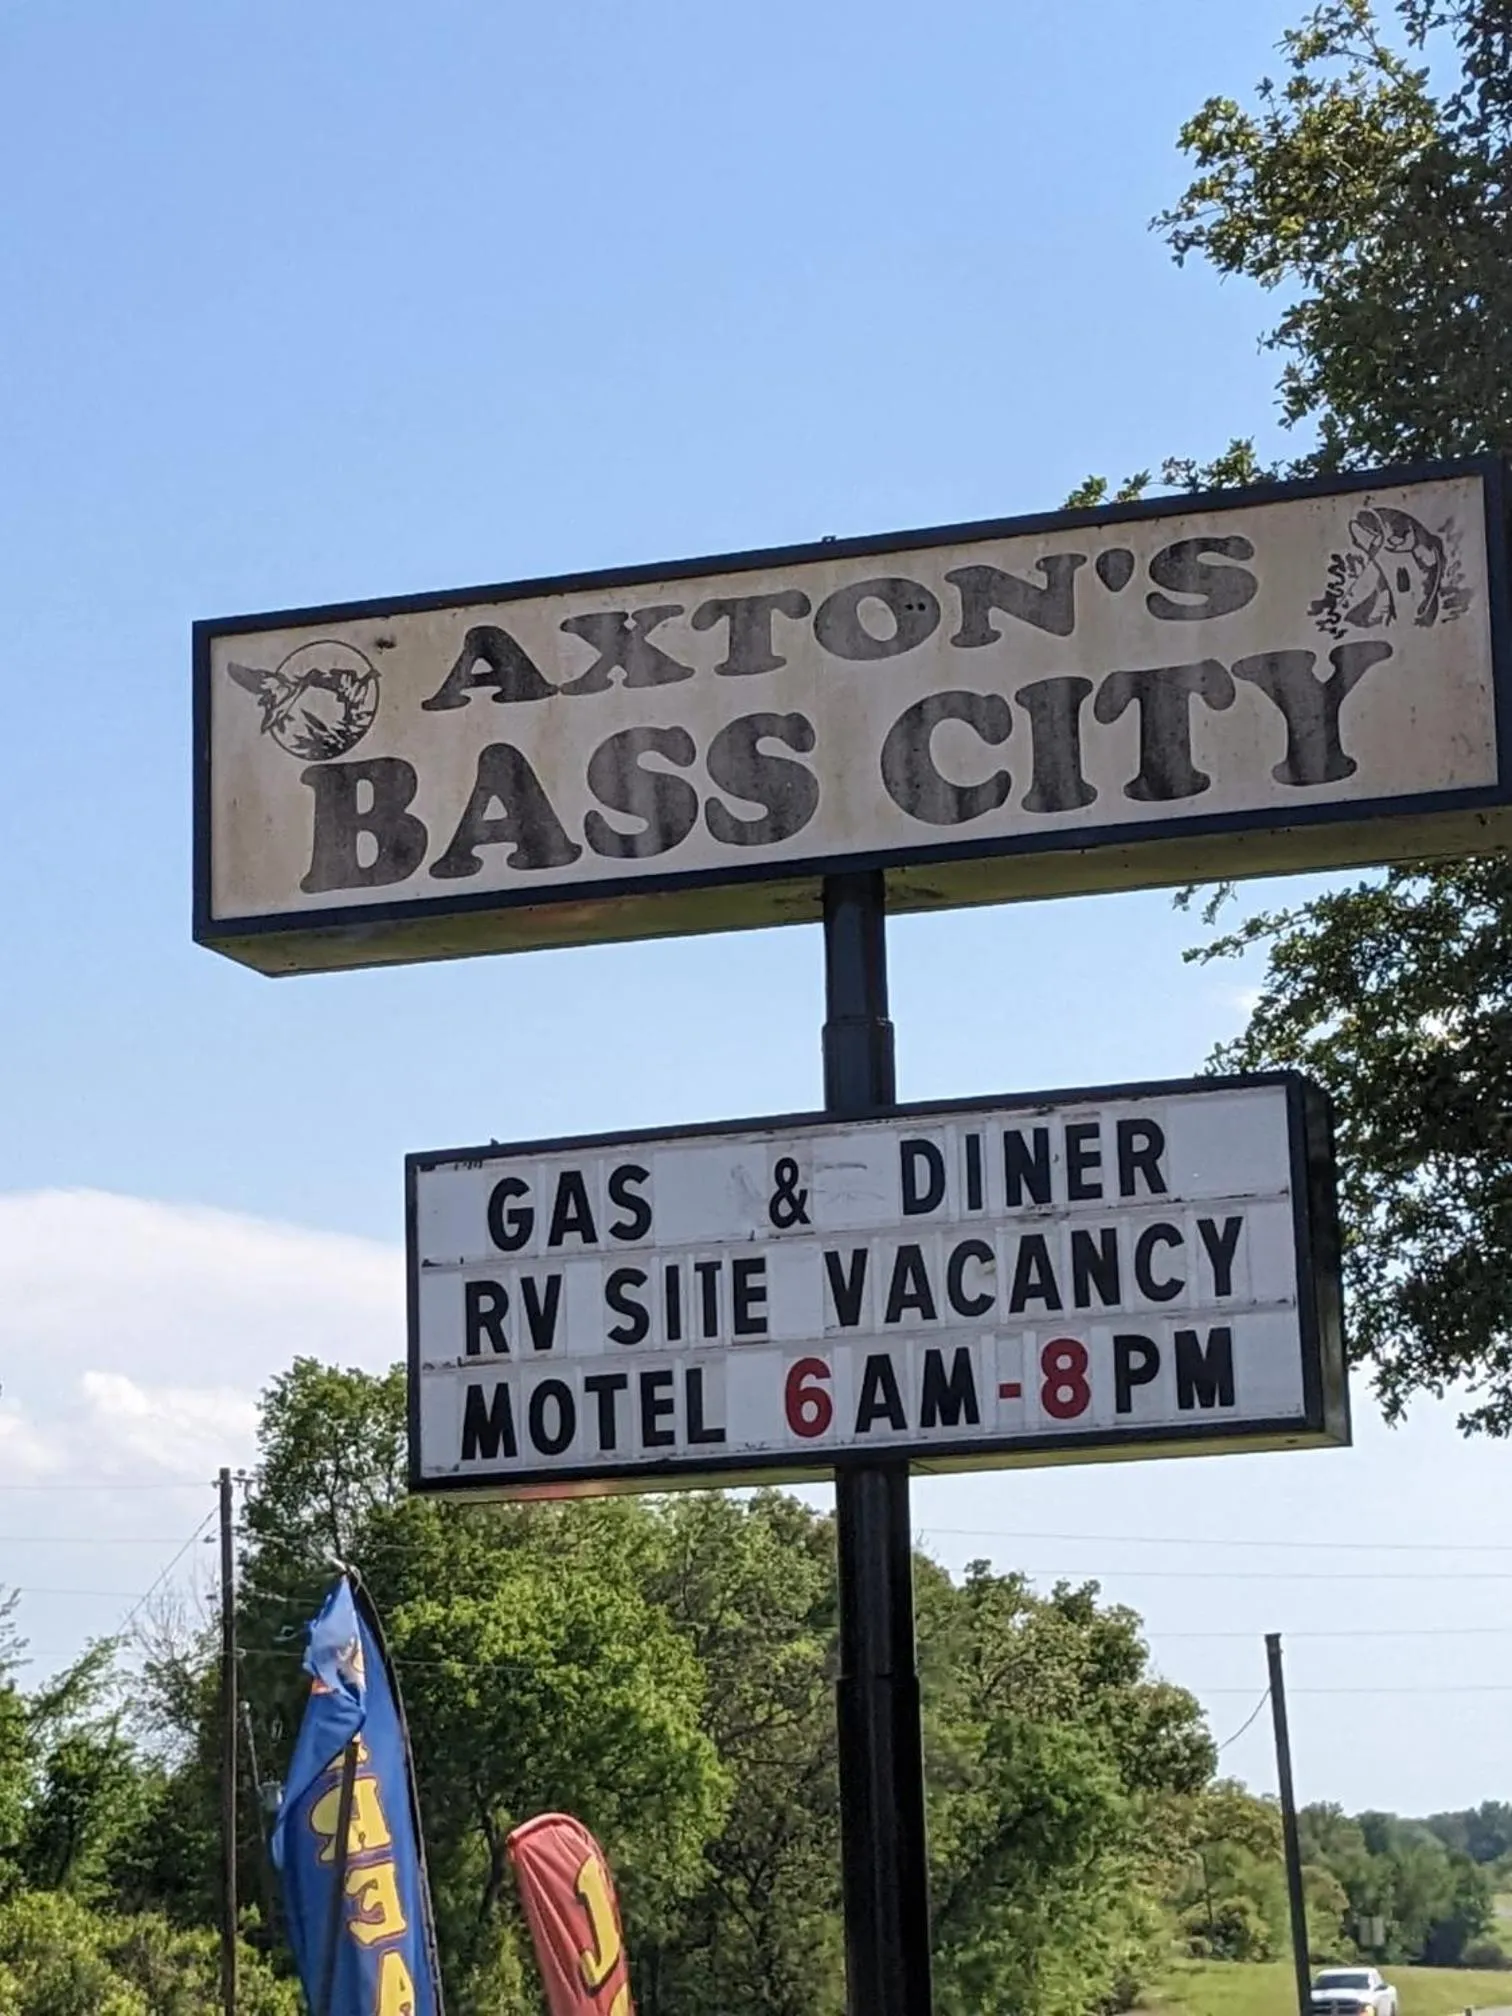 AXTON'S
BASS CITY
GAS & DINER
RV SITE VACANCY
MOTEL 6AM-8PM